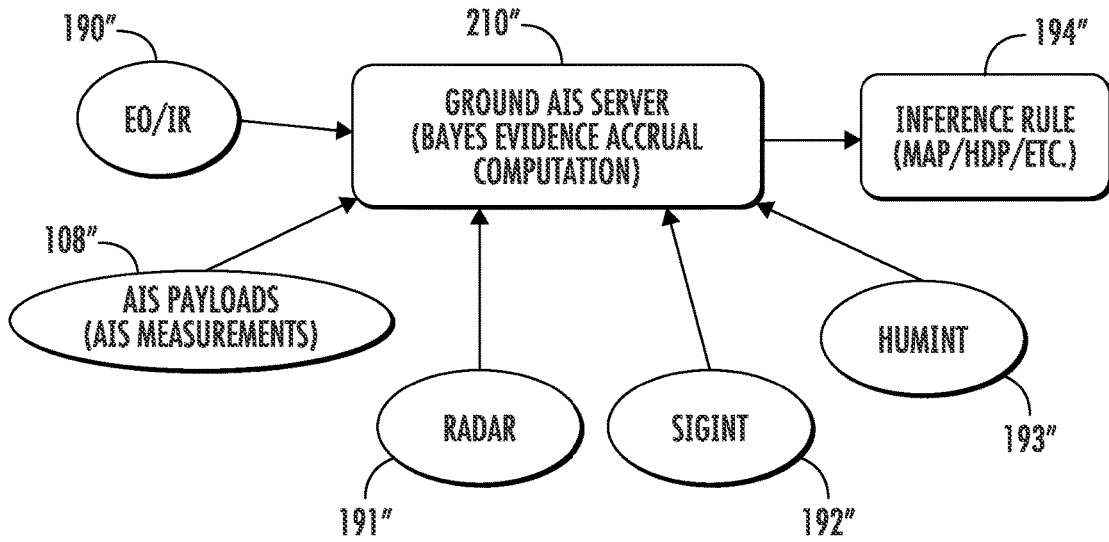 190”
210”
194”
EO/IR
GROUND AIS SERVER
(BAYES EVIDENCE ACCRUAL
COMPUTATION)
INFERENCE RULE
(MAP/HDP/ETC.)
108”
AIS PAYLOADS
(AIS MEASUREMENTS)
HUMINT
RADAR
SIGINT
193”
191”
192”